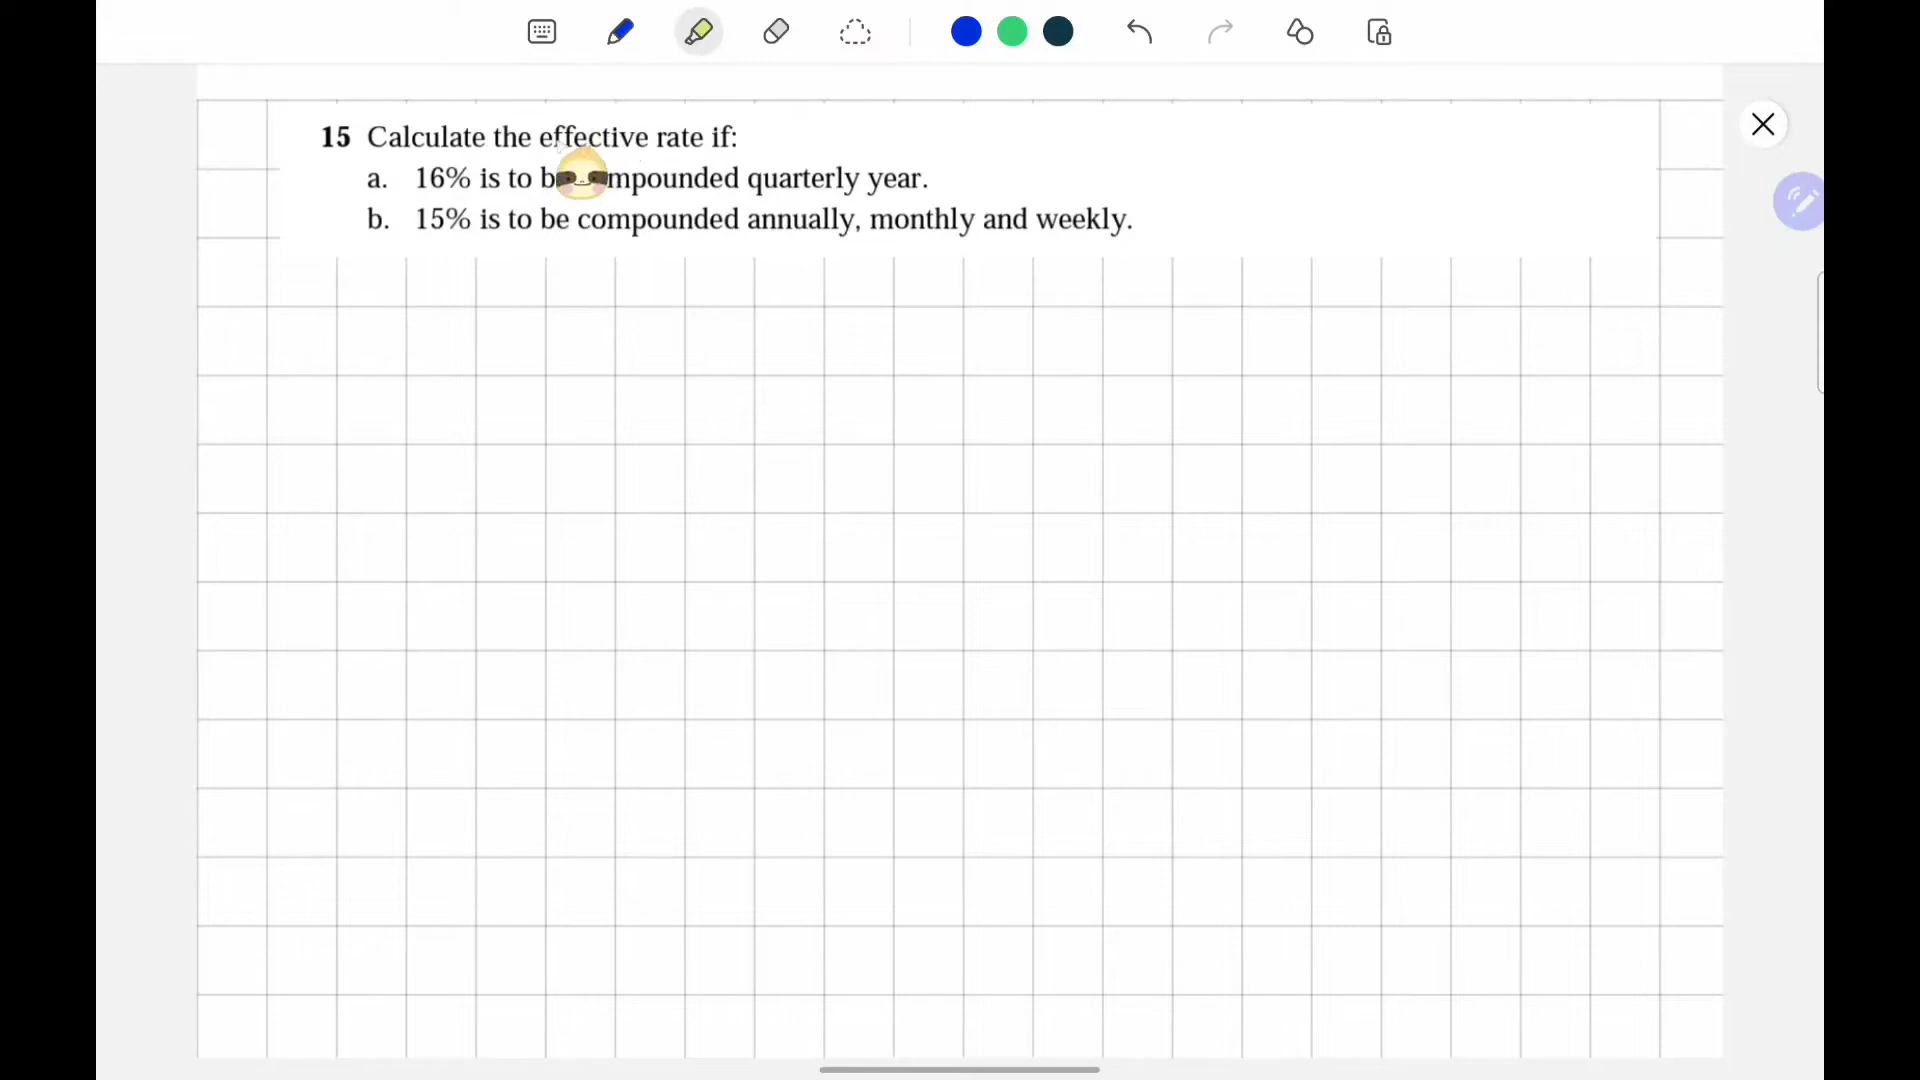 15 Calculate the effective rate if:
a. 16% is to b mpounded quarterly year.
b. 15% is to be compounded annually, monthly and weekly.